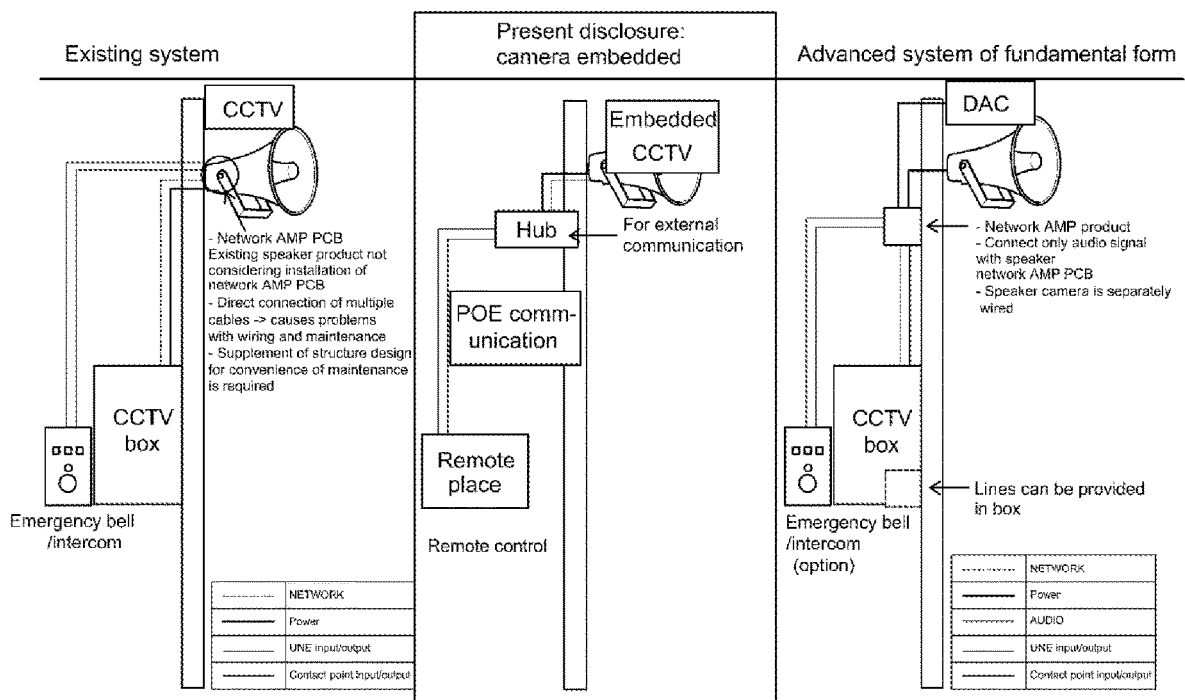 Existing system
CCTV
- Network AMP PCB
Existing speaker product not
considering installation of
network AMP PCB
- Direct connection of multiple
cables -> causes problems
with wiring and maintenance
- Supplement of structure design
for convenience of maintenance
is required
CCTV
box
Emergency bell
/intercom
NETWORK
Power
UNE input/output
Contact point input/output
Present disclosure:
camera embedded
Embedded
CCTV
Hub
For external
communication
POE comm-
unication
Remote
place
Remote control
Advanced system of fundamental form
DAC
- Network AMP product
- Connect only audio signal
with speaker
network AMP PCB
- Speaker camera is separately
wired
CCTV
box
Lines can be provided
in box
Emergency bell
/intercom
(option)
NETWORK
Power
AUDIO
UNE input/output
Contact point input/output